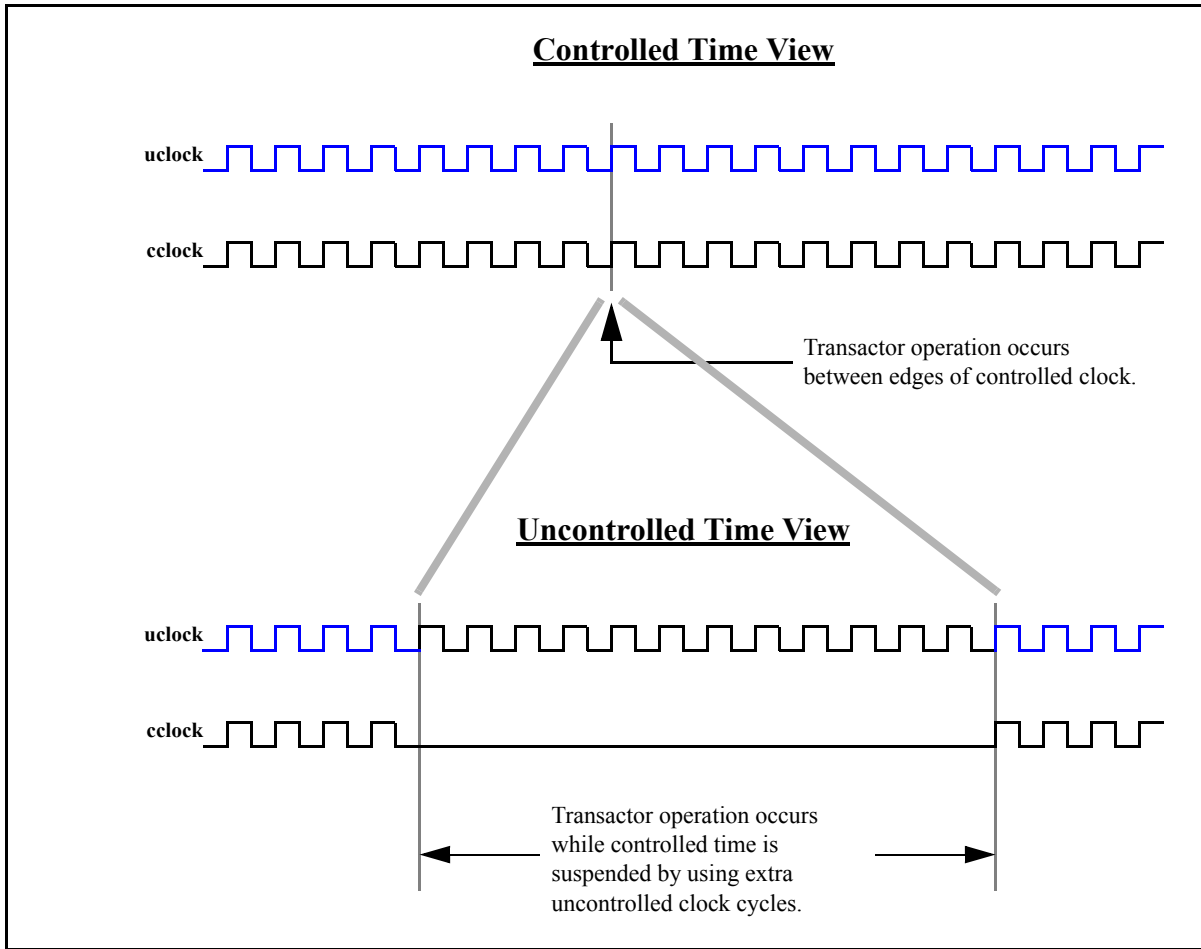 Controlled Time View
uclock
cclock
Transactor operation occurs
between edges of controlled clock.
Uncontrolled Time View
uclock
cclock
Transactor operation occurs
while controlled time is
suspended by using extra
uncontrolled clock cycles.